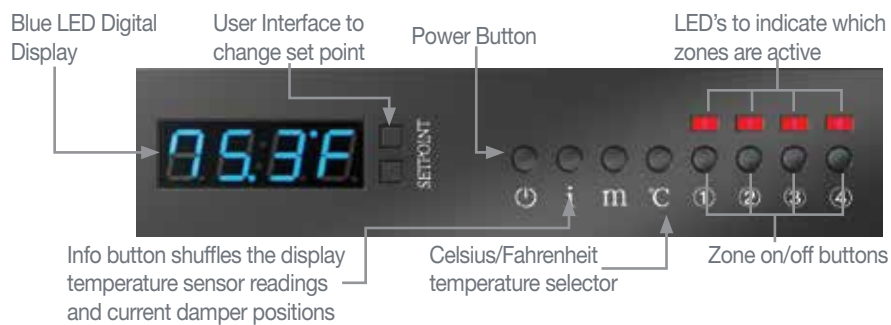 Blue LED Digital
Display
User Interface to
change set point
Power Button
LED's to indicate which
zones are active
75.3°F
SETPOINT
i m °C 1 2 3 4
Info button shuffles the display
temperature sensor readings
and current damper positions
Celsius/Fahrenheit
temperature selector
Zone on/off buttons